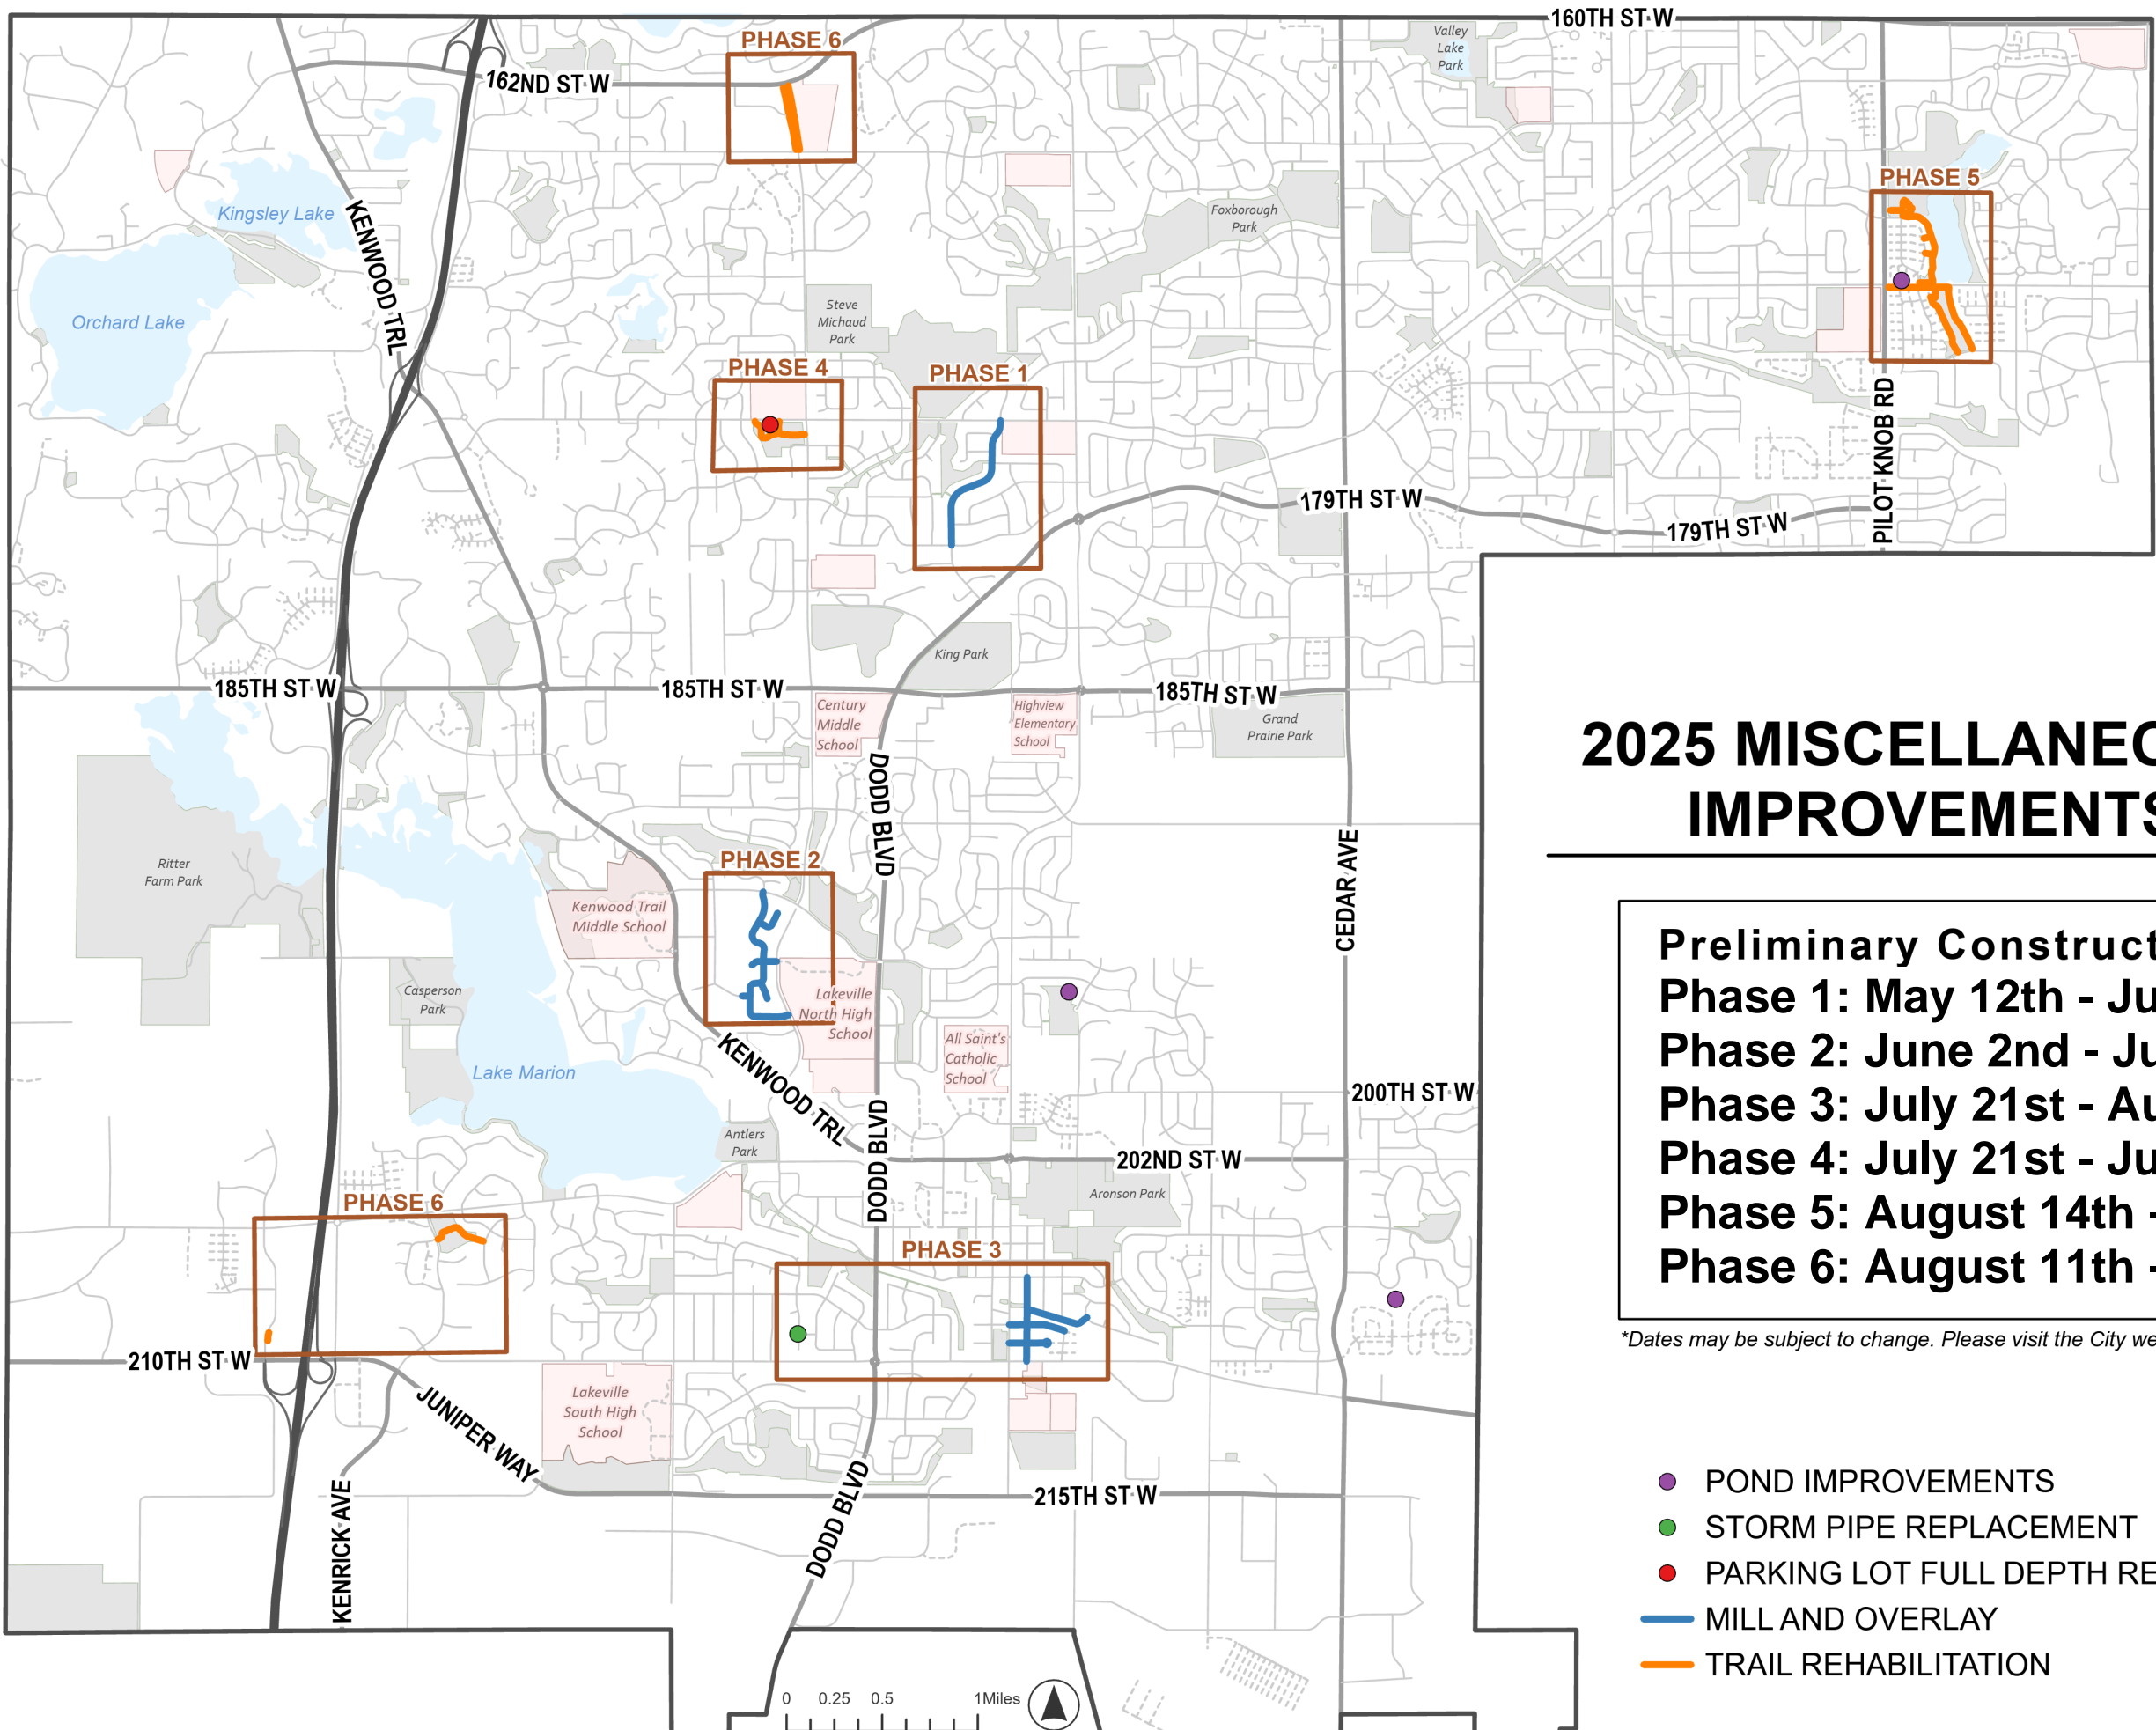 160TH ST W
Valley
Lake
Park
PHASE 6
162ND ST W
PHASE 5
Kingsley Lake
KENWOOD TRL
Foxborough
Park
Orchard Lake
Steve
Michaud
Park
PHASE 4
PHASE 1
PILOT KNOB RD
179TH ST W
179TH ST W
King Park
185TH ST W
185TH ST W
185TH ST W
Century
Middle
School
Highview
Elementary
School
Grand
Prairie Park
2025 MISCELLANEO
IMPROVEMENTS
DODD BLVD
CEDAR AVE
Ritter
Farm Park
PHASE 2
Kenwood Trail
Middle School
Preliminary Construct
Phase 1: May 12th - Ju
Phase 2: June 2nd - Ju
Phase 3: July 21st - Au
Phase 4: July 21st - Ju
Phase 5: August 14th -
Phase 6: August 11th -
*Dates may be subject to change. Please visit the City we
Casperson
Park
Lakeville
North High
School
All Saint's
Catholic
School
Lake Marion
KENWOOD TRL
200TH ST W
DODD BLVD
Antlers
Park
202ND ST W
Aronson Park
PHASE 6
PHASE 3
210TH ST W
JUNIPER WAY
Lakeville
South High
School
KENRICK AVE
DODD BLVD
215TH ST W
POND IMPROVEMENTS
STORM PIPE REPLACEMENT
PARKING LOT FULL DEPTH RE
MILL AND OVERLAY
TRAIL REHABILITATION
0 0.25 0.5 1 Miles